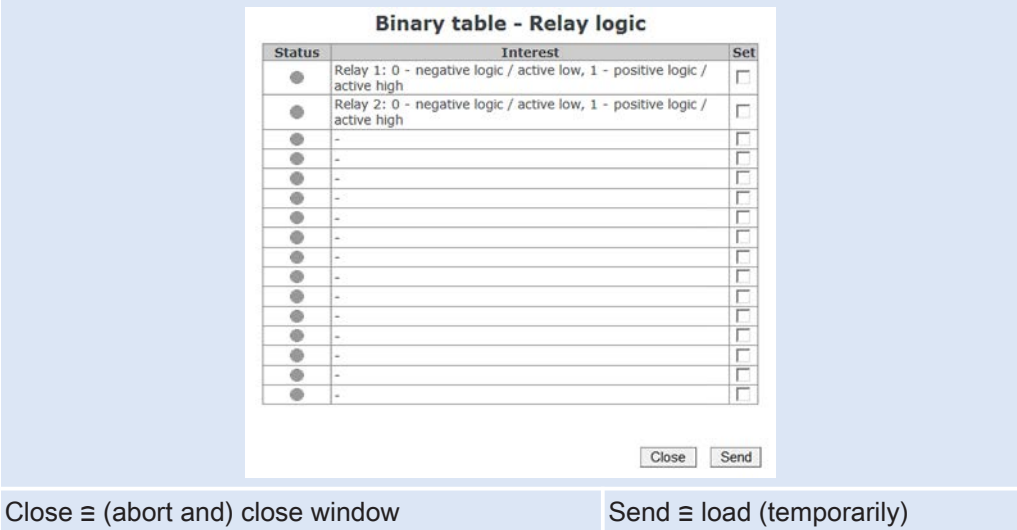 Binary table - Relay logic
Status Interest Set
Relay 1: 0 - negative logic / active low, 1 - positive logic /
active high
Relay 2: 0 - negative logic / active low, 1 - positive logic /
active high
-
-
-
-
-
-
-
-
-
-
-
-
-
-
Close Send
Close ≘ (abort and) close window Send ≘ load (temporarily)